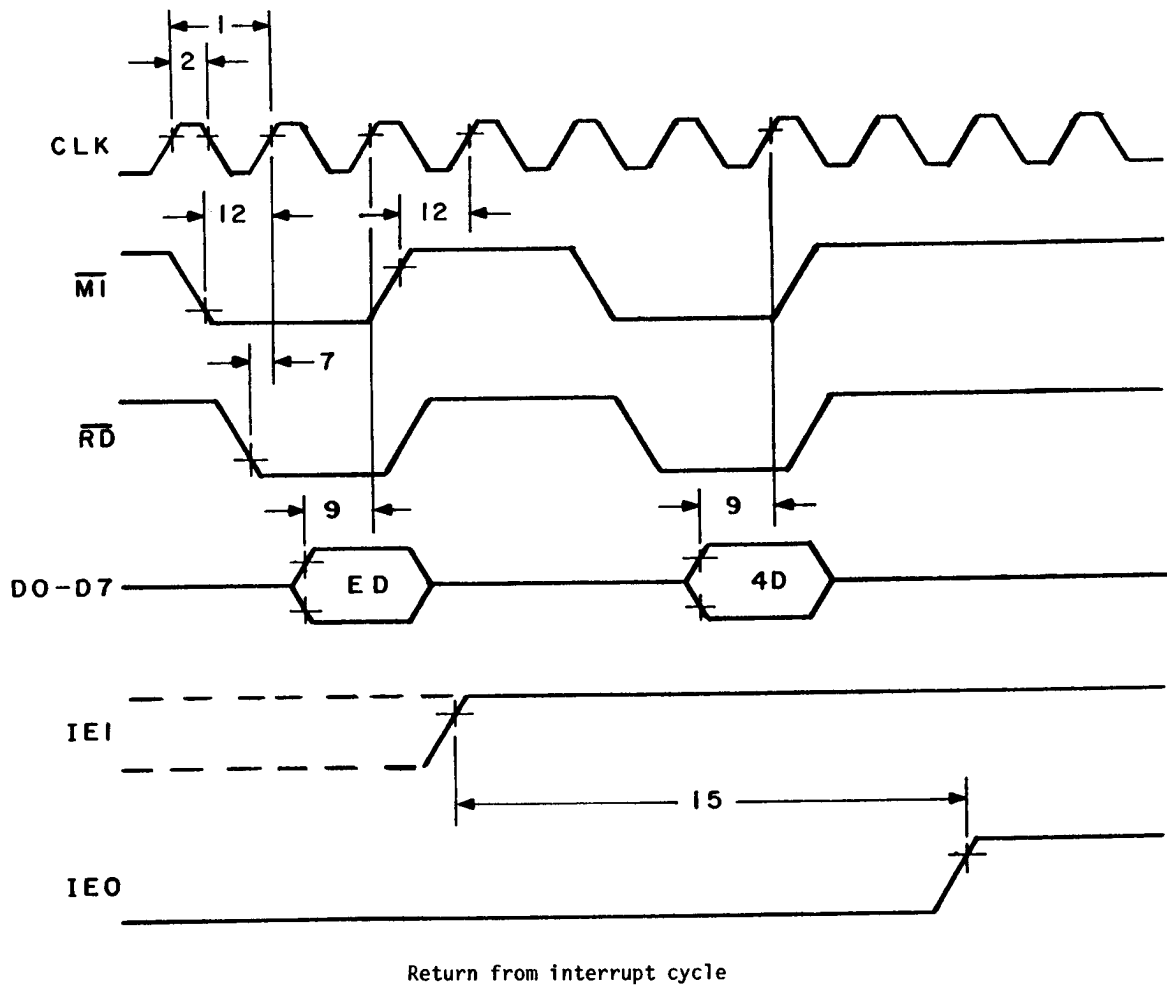 1
2
CLK
12
12
M1
7
RD
9
9
D0-D7
ED
4D
IEI
15
IEO
Return from interrupt cycle